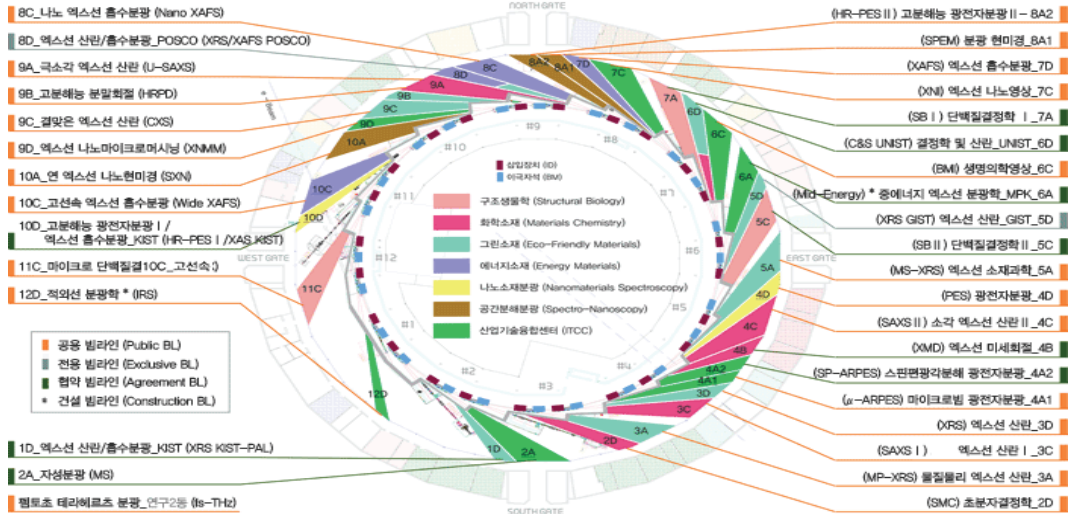 8C_나노 엑스선 흡수분광 (Nano XAFS)
8D_엑스선 산란/흡수분광_POSCO (XRS/XAFS POSCO)
9A_극소각 엑스선 산란 (U-SAXS)
9B_고분해능 분말회절 (HRPD)
9C_결맞은 엑스선 산란 (CXS)
9D_엑스선 나노마이크로머시닝 (XNMM)
10A_연 엑스선 나노현미경 (SXN)
10C_고선속 엑스선 흡수분광 (Wide XAFS)
10D_고분해능 광전자분광 I /
엑스선 흡수분광_KIST (HR-PES I /XAS KIST)
11C_마이크로 단백질결10C_고선속;)
12D_적외선 분광학 * (IRS)
공용 빔라인 (Public BL)
전용 빔라인 (Exclusive BL)
협약 빔라인 (Agreement BL)
* 건설 빔라인 (Construction BL)
1D_엑스선 산란/흡수분광_KIST (XRS KIST-PAL)
2A_자성분광 (MS)
펨토초 테라헤르츠 분광_연구2동 (fs-THz)
NORTH GATE
WEST GATE
EAST GATE
SOUTH GATE
8A2
8A1
7D
7C
7A
6D
6C
6A
5D
5C
5A
4D
4C
4B
4A2
4A1
3D
3C
3A
2D
2A
1D
12D
11C
10D
10C
10A
9D
9C
9B
9A
8D
8C
#9
#8
#7
#6
#5
#4
#3
#2
#1
#12
#11
#10
삽입장치 (ID)
이극자석 (BM)
구조생물학 (Structural Biology)
화학소재 (Materials Chemistry)
그린소재 (Eco-Friendly Materials)
에너지소재 (Energy Materials)
나노소재분광 (Nanomaterials Spectroscopy)
공간분해분광 (Spectro-Nanoscopy)
산업기술융합센터 (ITCC)
(HR-PES II) 고분해능 광전자분광 II - 8A2
(SPEM) 분광 현미경_8A1
(XAFS) 엑스선 흡수분광_7D
(XNI) 엑스선 나노영상_7C
(SB I) 단백질결정학 I_7A
(C&S UNIST) 결정학 및 산란_UNIST_6D
(BMI) 생명의학영상_6C
(Mid-Energy) * 중에너지 엑스선 분광학_MPK_6A
(XRS GIST) 엑스선 산란_GIST_5D
(SB II) 단백질결정학 II_5C
(MS-XRS) 엑스선 소재과학_5A
(PES) 광전자분광_4D
(SAXS II) 소각 엑스선 산란 II_4C
(XMD) 엑스선 미세회절_4B
(SP-ARPES) 스핀편광각분해 광전자분광_4A2
(μ-ARPES) 마이크로빔 광전자분광_4A1
(XRS) 엑스선 산란_3D
(SAXS I) 엑스선 산란 I_3C
(MP-XRS) 물질물리 엑스선 산란_3A
(SMC) 초분자결정학_2D